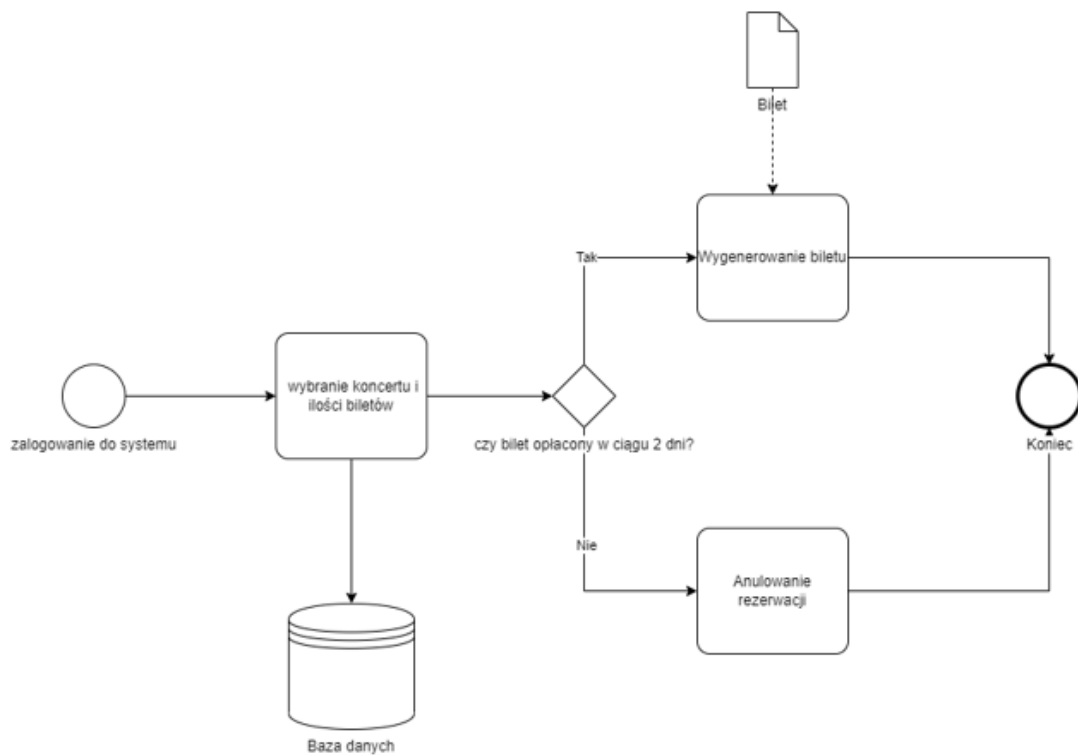 Bilet
Tak
Wygenerowanie biletu
wybranie koncertu i
ilości biletów
zalogowanie do systemu
czy bilet opłacony w ciągu 2 dni?
Koniec
Nie
Anulowanie
rezerwacji
Baza danych